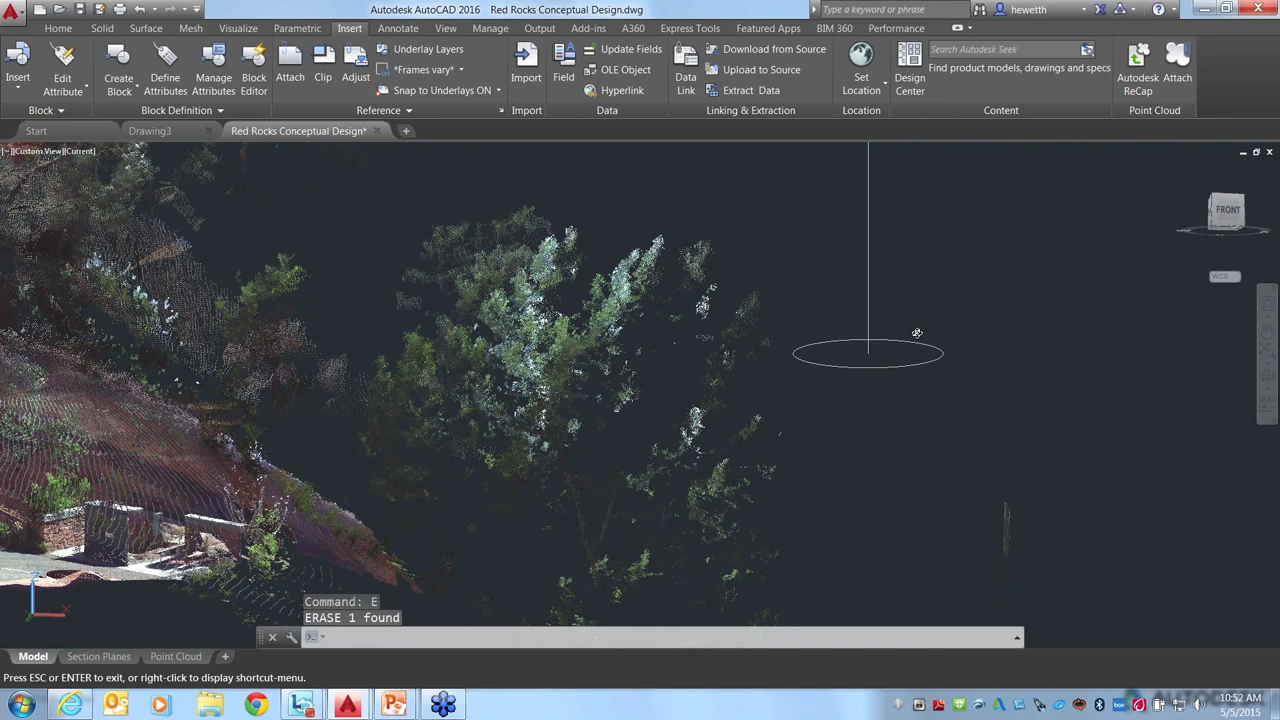 Autodesk AutoCAD 2016 Red Rocks Conceptual Design.dwg
Type a keyword or phrase
hewetth
Home Solid Surface Mesh Visualize Parametric Insert Annotate View Manage Output Add-ins A360 Express Tools Featured Apps BIM 360 Performance
Insert
Edit
Attribute
Create
Block
Define
Attributes
Manage
Attributes
Block
Editor
Attach
Clip
Adjust
Underlay Layers
*Frames vary*
Snap to Underlays ON
Import
Field
Update Fields
OLE Object
Hyperlink
Data
Link
Download from Source
Upload to Source
Extract Data
Set
Location
Design
Center
Search Autodesk Seek
Find product models, drawings and specs
Autodesk
ReCap
Attach
Block Block Definition Reference Import Data Linking & Extraction Location Content Point Cloud
Start Drawing3 Red Rocks Conceptual Design*
[−][Custom View][Current]
FRONT
WCS
Command: E
ERASE 1 found
Model Section Planes Point Cloud
Press ESC or ENTER to exit, or right-click to display shortcut-menu.
10:52 AM
5/5/2015